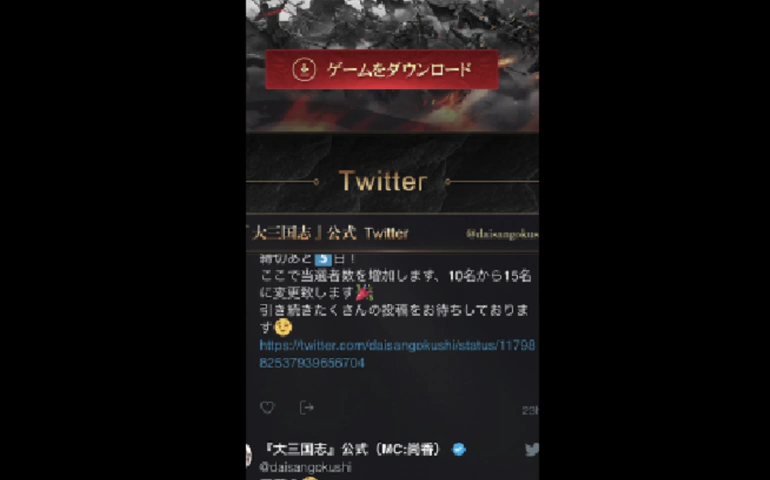 ゲームをダウンロード
Twitter
『大三国志』公式 Twitter @daisangokus
締切あと5日！
ここで当選者数を増加します、10名から15名
に変更致します🎉
引き続きたくさんの投稿をお待ちしておりま
す😉
https://twitter.com/daisangokushi/status/11798
82537939656704
23h
『大三国志』公式（MC:尚香）
@daisangokushi